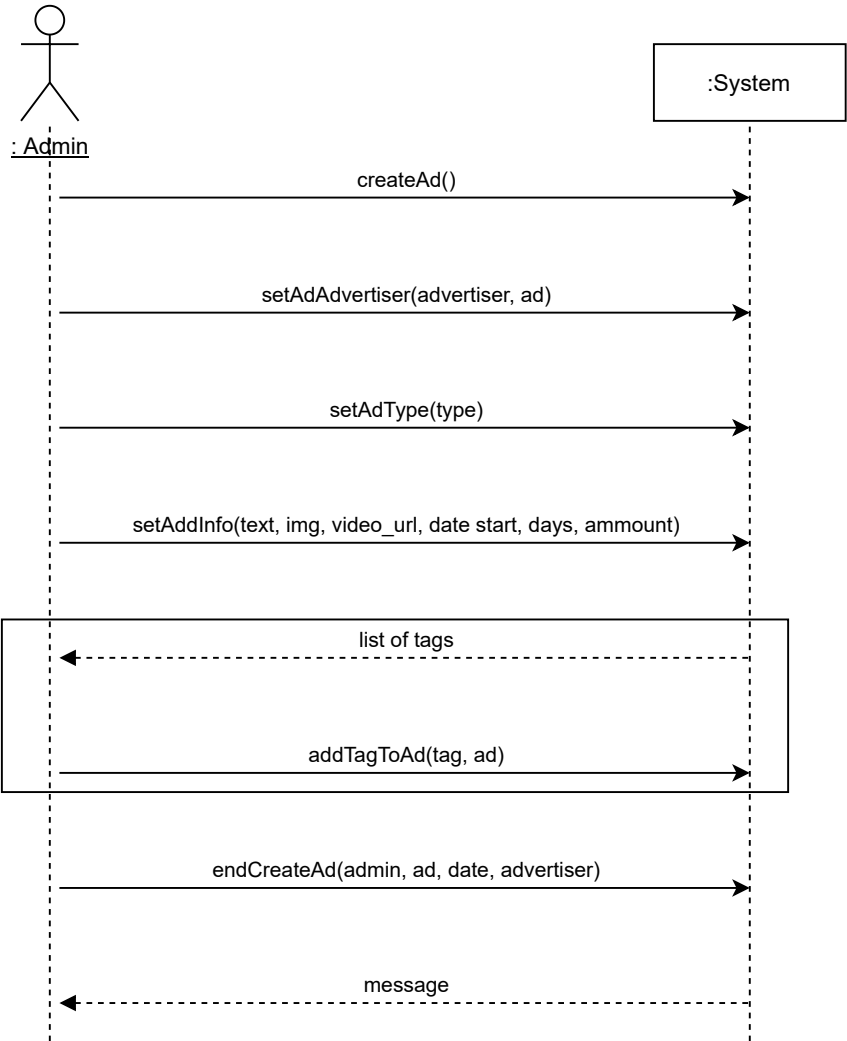 :System
: Admin
createAd()
setAdAdvertiser(advertiser, ad)
setAdType(type)
setAddInfo(text, img, video_url, date start, days, ammount)
list of tags
addTagToAd(tag, ad)
endCreateAd(admin, ad, date, advertiser)
message